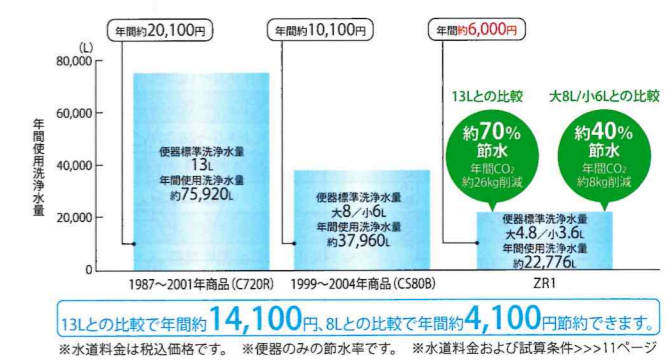 年間約20,100円
年間約10,100円
年間約6,000円
(L)
80,000
60,000
40,000
20,000
0
年間使用洗浄水量
便器標準洗浄水量
13L
年間使用洗浄水量
約75,920L
便器標準洗浄水量
大8/小6L
年間使用洗浄水量
約37,960L
13Lとの比較
約70%
節水
年間CO2
約26kg削減
大8L/小6Lとの比較
約40%
節水
年間CO2
約8kg削減
便器標準洗浄水量
大4.8/小3.6L
年間使用洗浄水量
約22,776L
1987～2001年商品(C720R)
1999～2004年商品(CS80B)
ZR1
13Lとの比較で年間約14,100円、8Lとの比較で年間約4,100円節約できます。
※水道料金は税込価格です。 ※便器のみの節水率です。 ※水道料金および試算条件>>>11ページ